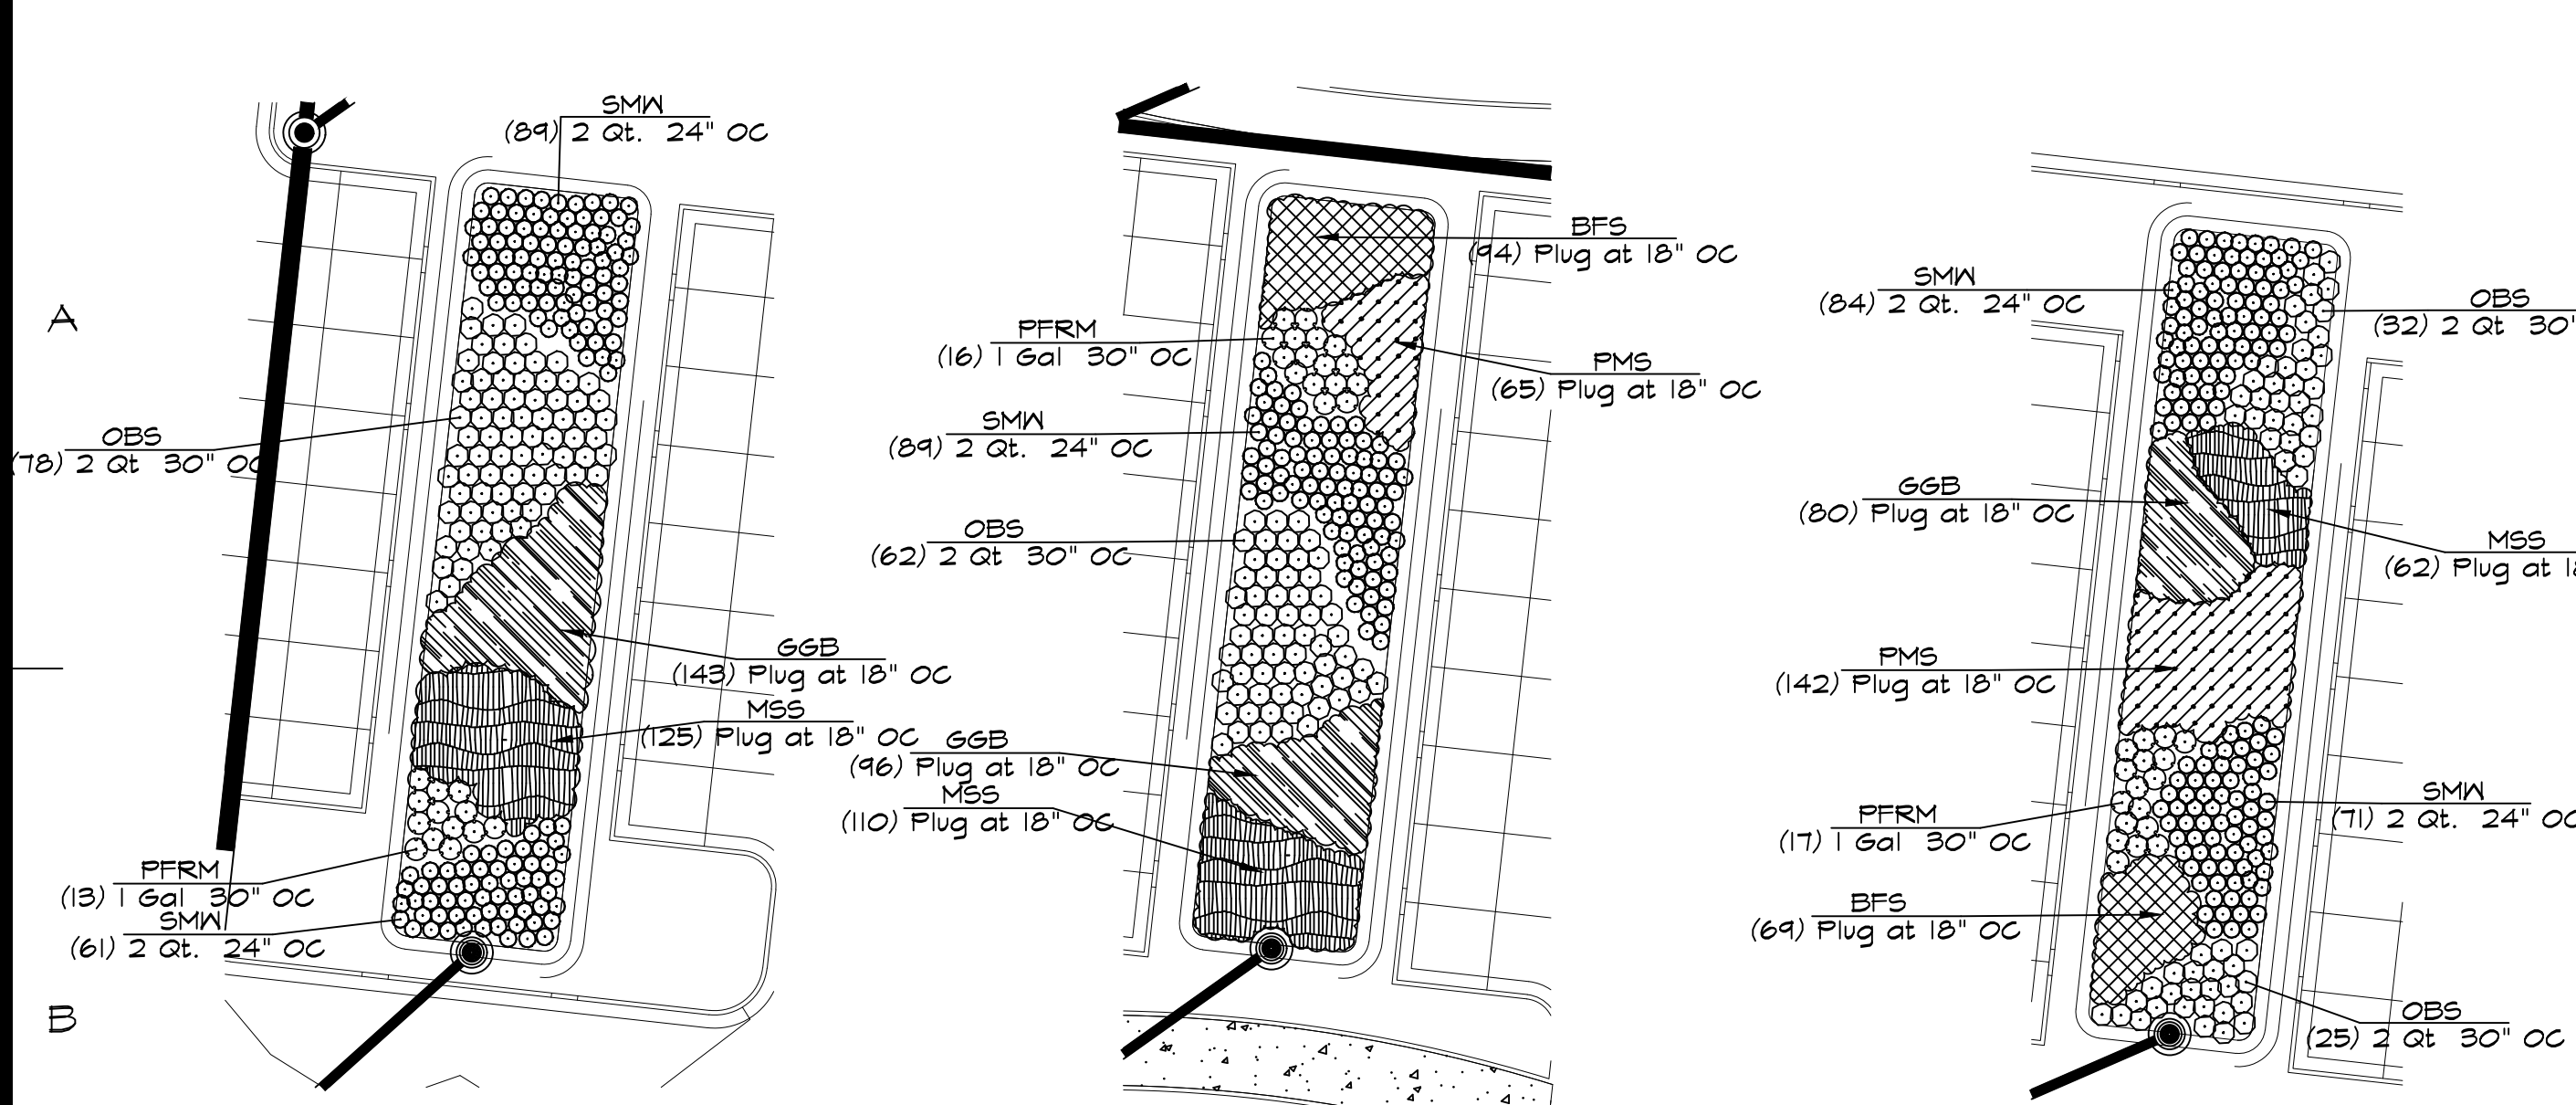 SMW
(89) 2 Qt. 24" OC
A
OBS
(78) 2 Qt 30" OC
GGB
(143) Plug at 18" OC
MSS
(125) Plug at 18" OC
PFRM
(13) 1 Gal 30" OC
SMW
(61) 2 Qt. 24" OC
B
BFS
(94) Plug at 18" OC
PFRM
(16) 1 Gal 30" OC
PMS
(65) Plug at 18" OC
SMW
(89) 2 Qt. 24" OC
OBS
(62) 2 Qt 30" OC
GGB
(96) Plug at 18" OC
MSS
(110) Plug at 18" OC
SMW
(84) 2 Qt. 24" OC
OBS
(32) 2 Qt 30"
GGB
(80) Plug at 18" OC
MSS
(62) Plug at 18
PMS
(142) Plug at 18" OC
SMW
(71) 2 Qt. 24" OC
PFRM
(17) 1 Gal 30" OC
BFS
(69) Plug at 18" OC
OBS
(25) 2 Qt 30" OC